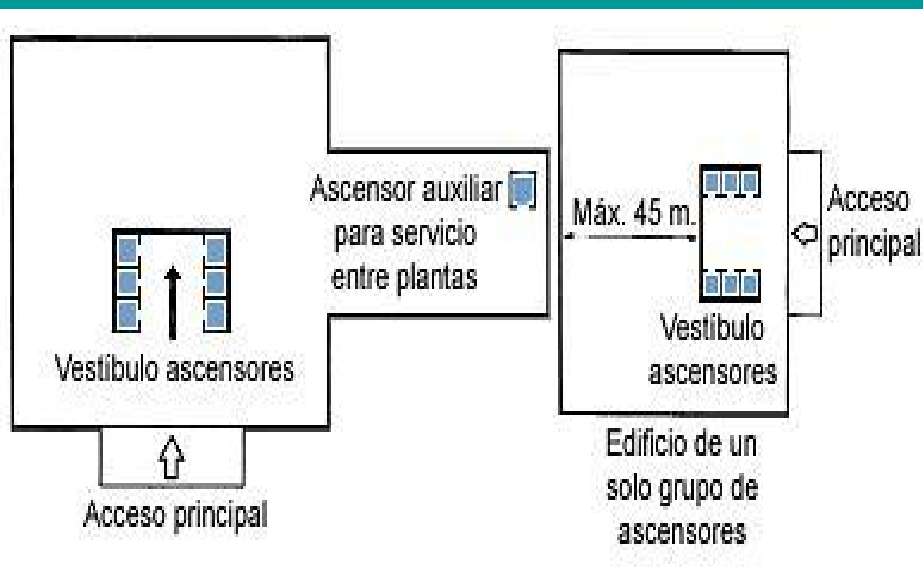 Ascensor auxiliar
para servicio
entre plantas
Vestíbulo ascensores
Acceso principal
Máx. 45 m.
Acceso
principal
Vestíbulo
ascensores
Edificio de un
solo grupo de
ascensores